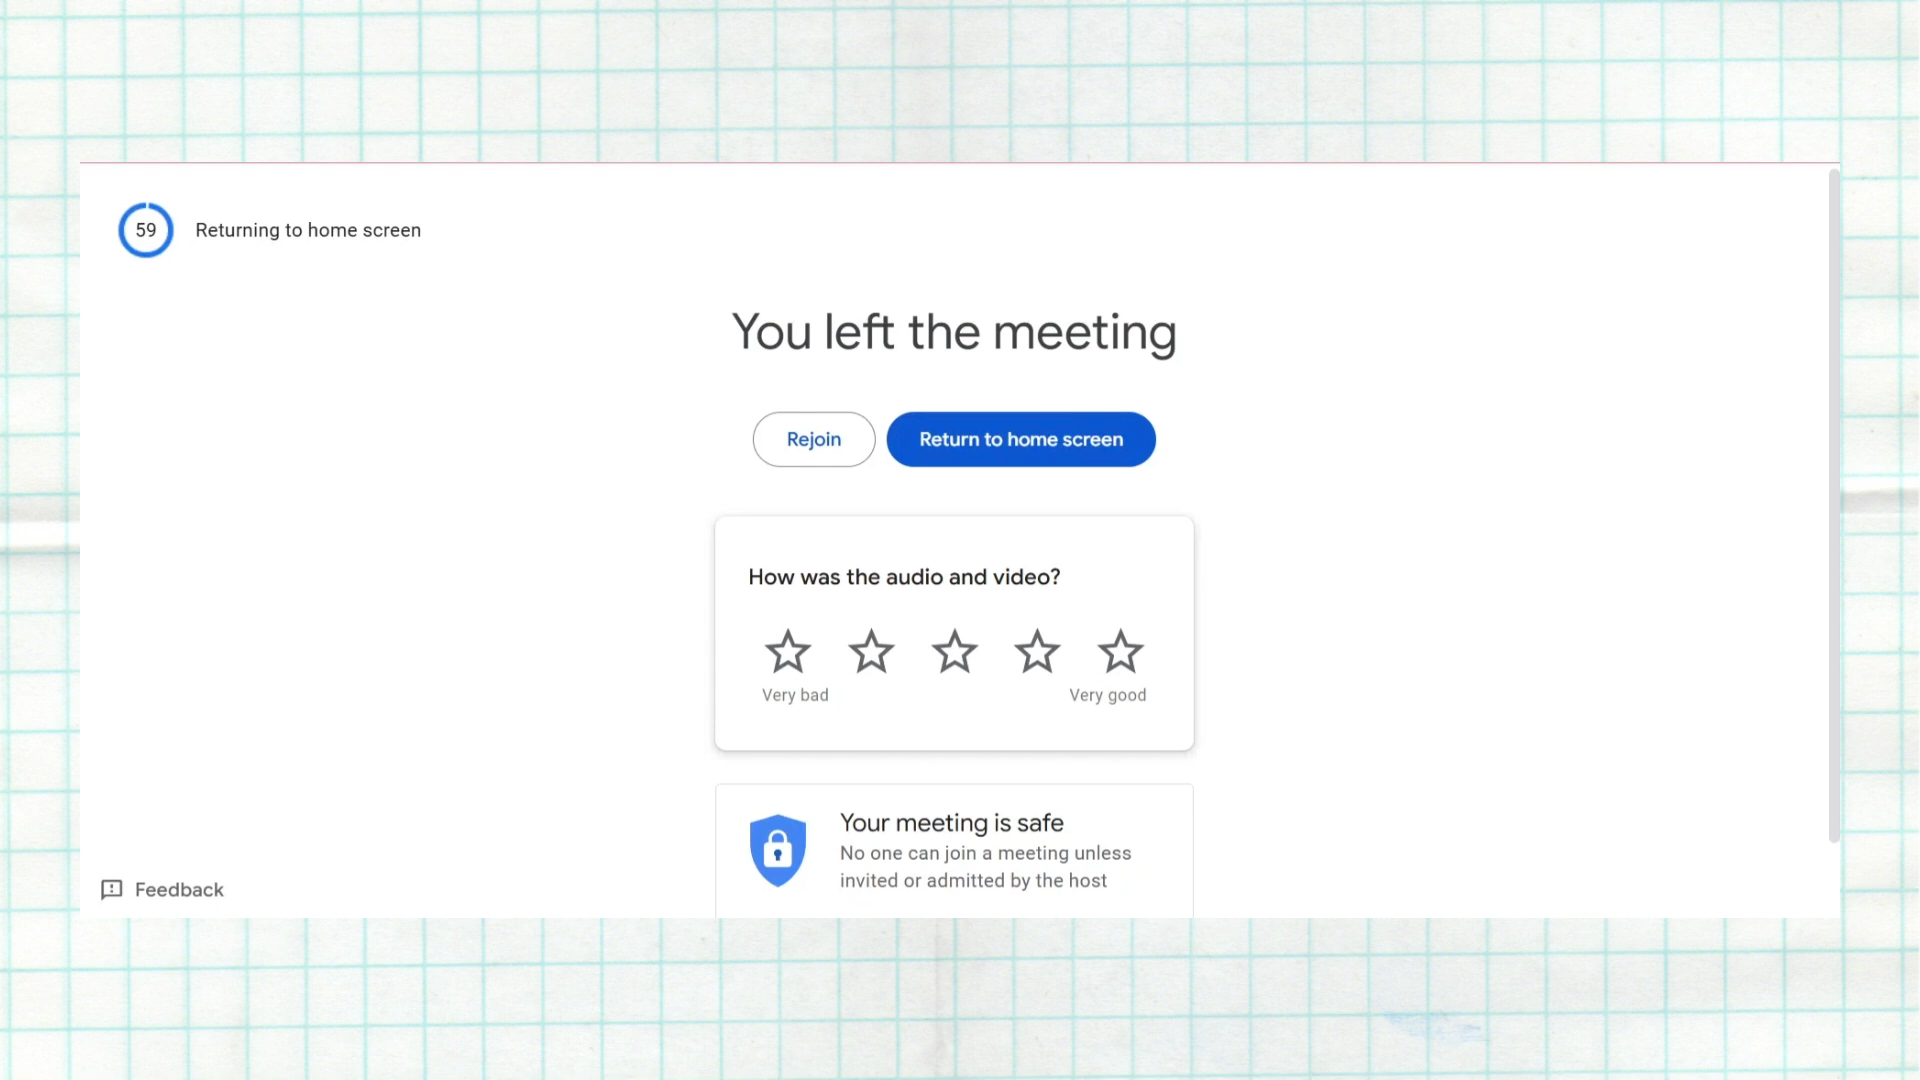 59
Returning to home screen
You left the meeting
Rejoin
Return to home screen
How was the audio and video?
Very bad
Very good
Your meeting is safe
No one can join a meeting unless
invited or admitted by the host
Feedback